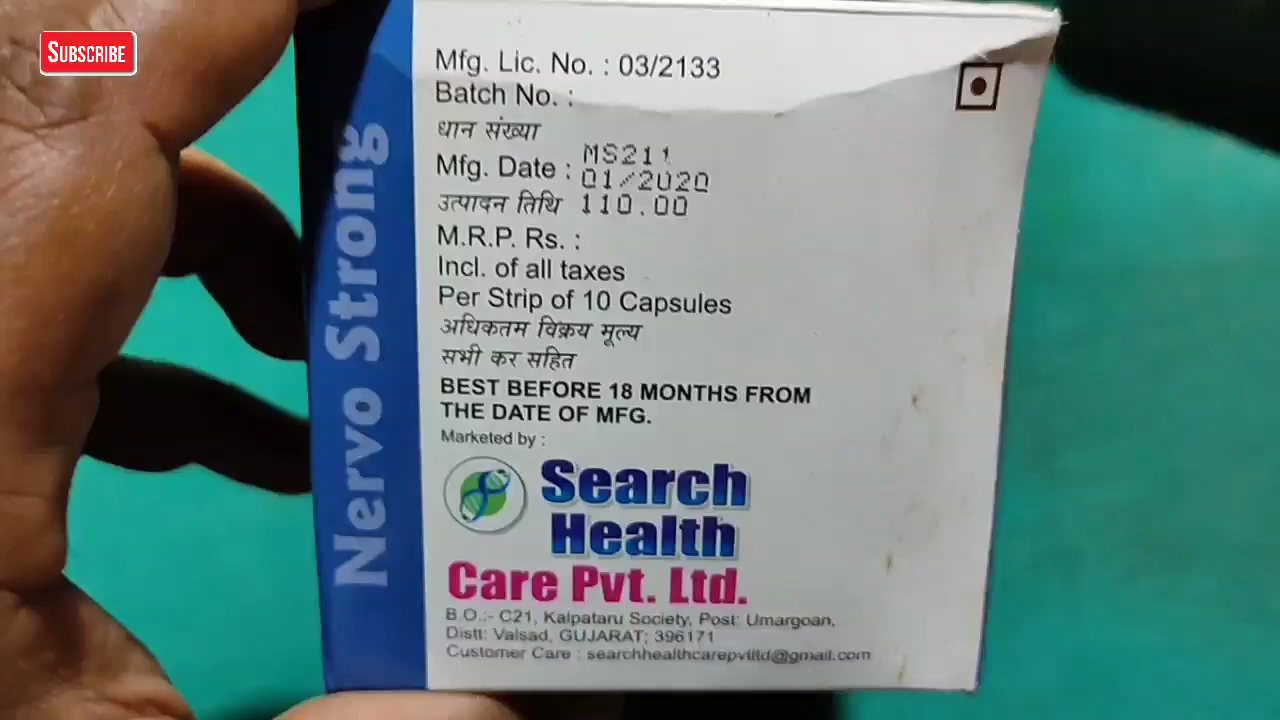 SUBSCRIBE
Nervo Strong
Mfg. Lic. No. : 03/2133
Batch No. :
धान संख्या
MS211
Mfg. Date : 01/2020
उत्पादन तिथि 110.00
M.R.P. Rs. :
Incl. of all taxes
Per Strip of 10 Capsules
अधिकतम विक्रय मूल्य
सभी कर सहित
BEST BEFORE 18 MONTHS FROM
THE DATE OF MFG.
Marketed by :
Search
Health
Care Pvt. Ltd.
B.O.:- C21, Kalpataru Society, Post: Umargoan,
Distt: Valsad, GUJARAT; 396171
Customer Care : searchhealthcarepvtltd@gmail.com